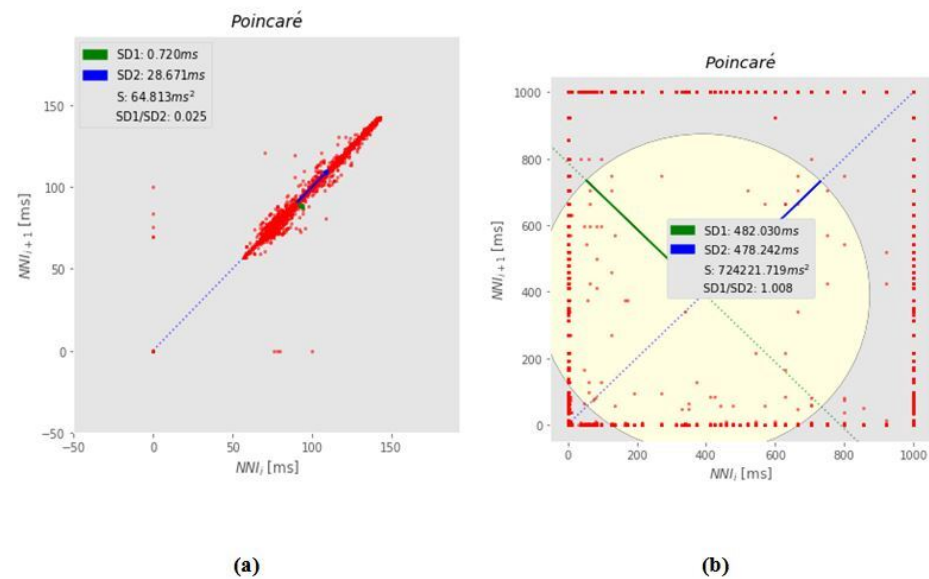 Poincaré
SD1: 0.720ms
SD2: 28.671ms
S: 64.813ms²
SD1/SD2: 0.025
150
100
50
0
−50
−50
0
50
100
150
NNIᵢ₊₁ [ms]
NNIᵢ [ms]
(a)
Poincaré
1000
800
600
400
200
0
0
200
400
600
800
1000
NNIᵢ₊₁ [ms]
SD1: 482.030ms
SD2: 478.242ms
S: 724221.719ms²
SD1/SD2: 1.008
NNIᵢ [ms]
(b)